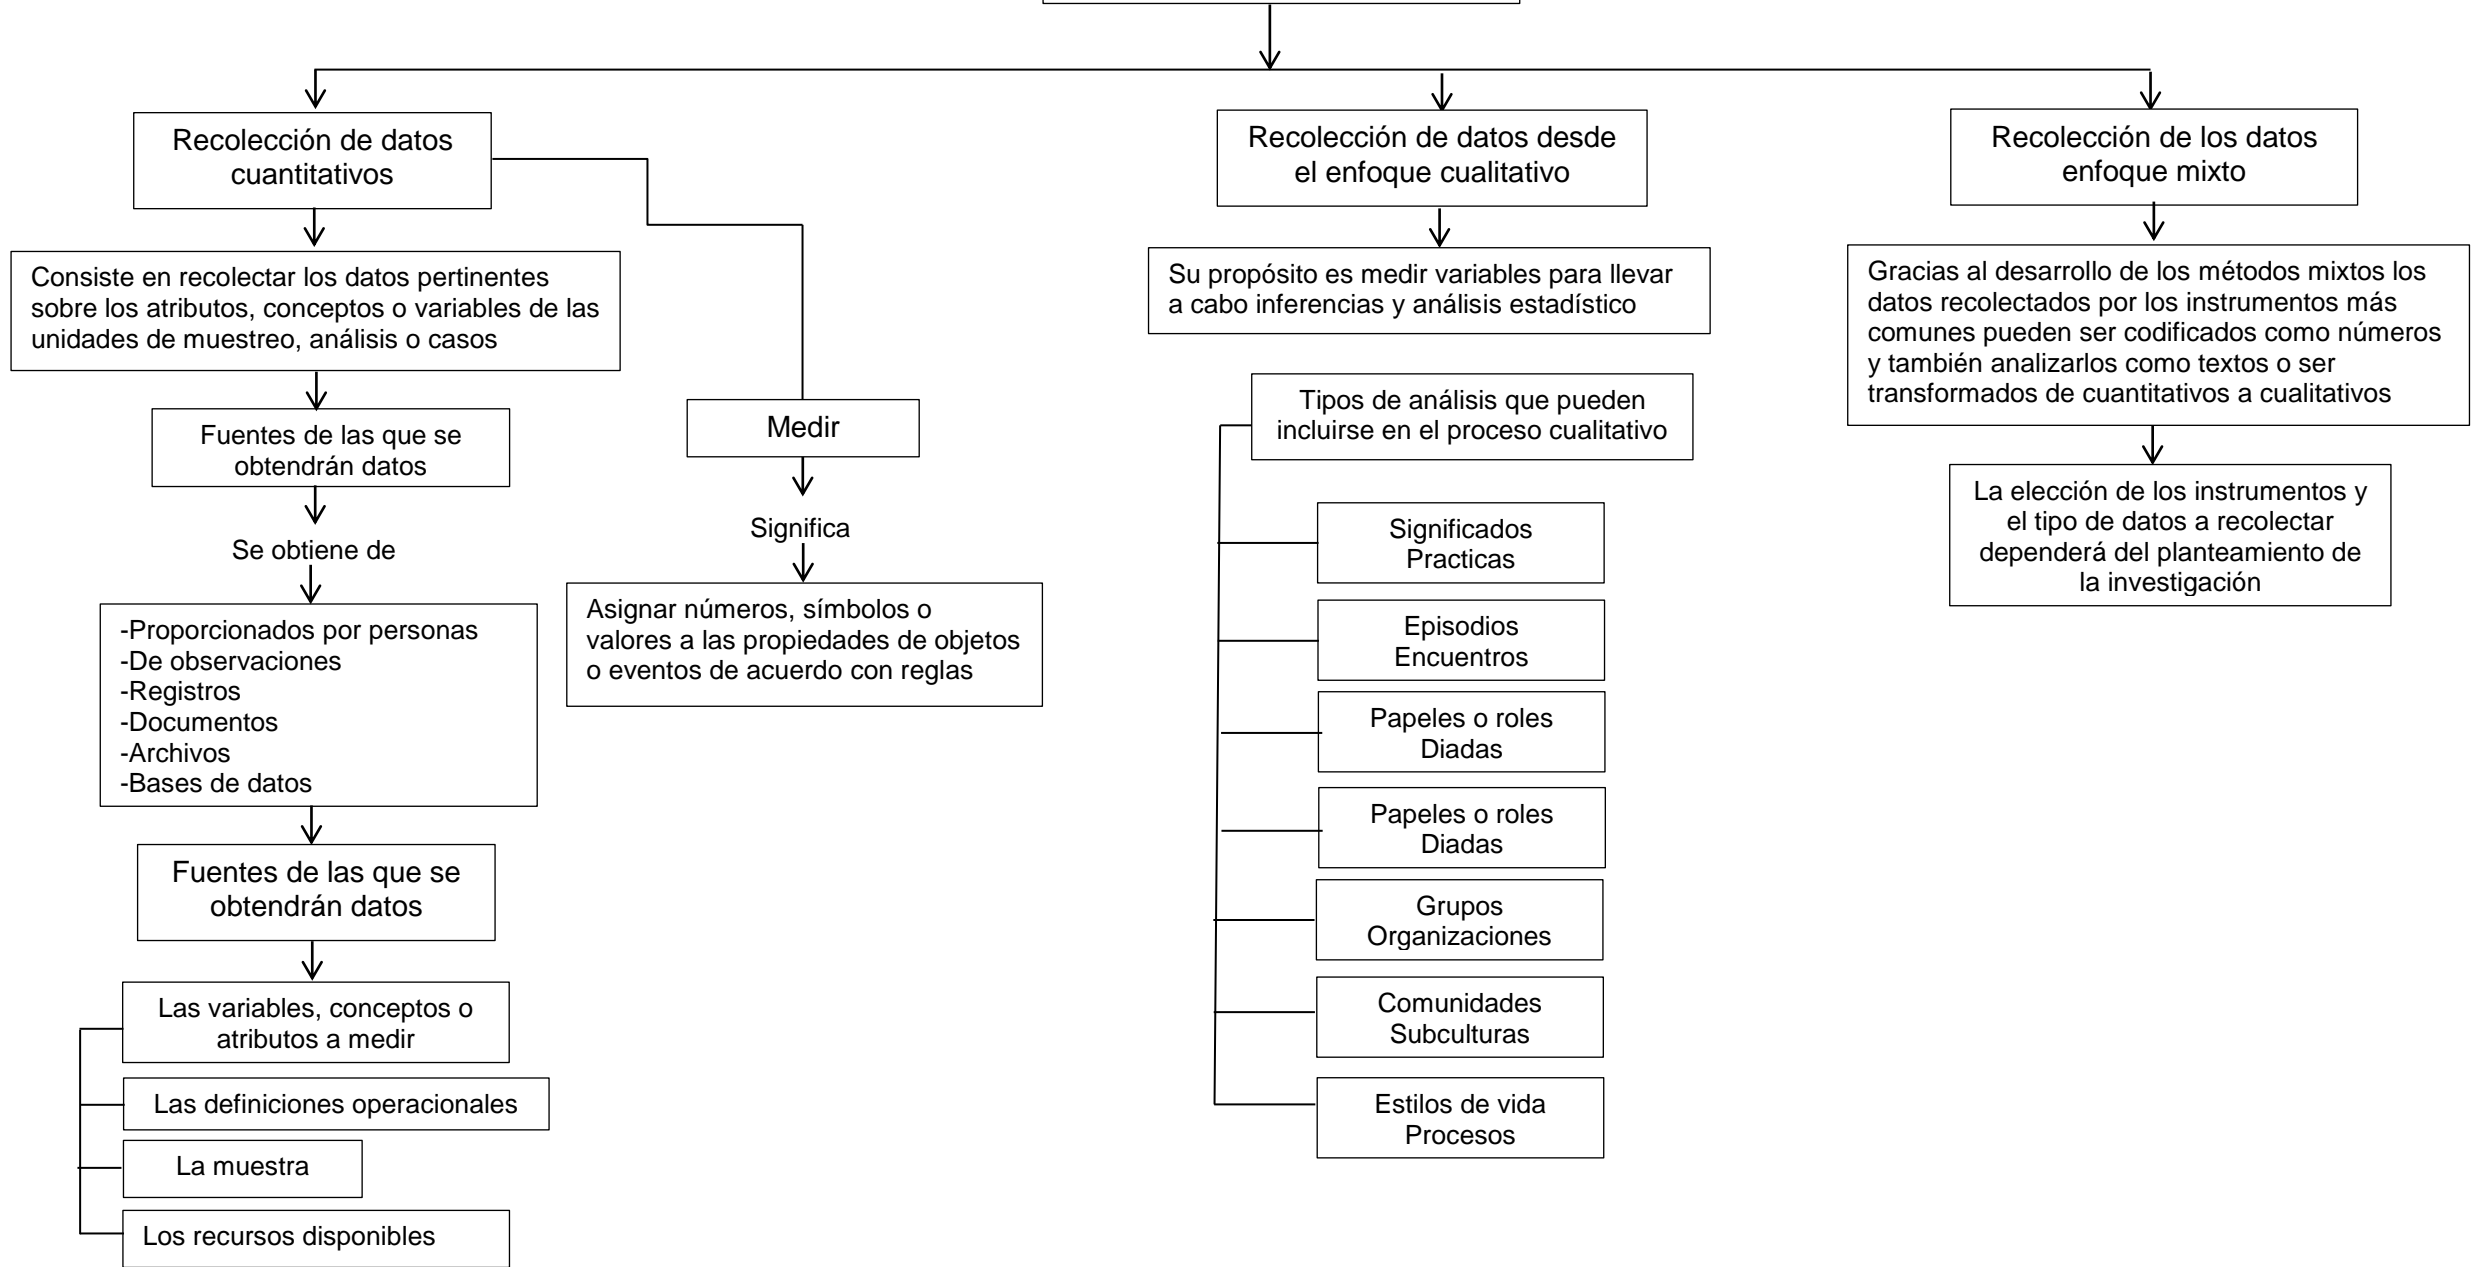 Recolección de datos
cuantitativos
Consiste en recolectar los datos pertinentes
sobre los atributos, conceptos o variables de las
unidades de muestreo, análisis o casos
Fuentes de las que se
obtendrán datos
Se obtiene de
-Proporcionados por personas
-De observaciones
-Registros
-Documentos
-Archivos
-Bases de datos
Fuentes de las que se
obtendrán datos
Las variables, conceptos o
atributos a medir
Las definiciones operacionales
La muestra
Los recursos disponibles
Medir
Significa
Asignar números, símbolos o
valores a las propiedades de objetos
o eventos de acuerdo con reglas
Recolección de datos desde
el enfoque cualitativo
Su propósito es medir variables para llevar
a cabo inferencias y análisis estadístico
Tipos de análisis que pueden
incluirse en el proceso cualitativo
Significados
Practicas
Episodios
Encuentros
Papeles o roles
Diadas
Papeles o roles
Diadas
Grupos
Organizaciones
Comunidades
Subculturas
Estilos de vida
Procesos
Recolección de los datos
enfoque mixto
Gracias al desarrollo de los métodos mixtos los
datos recolectados por los instrumentos más
comunes pueden ser codificados como números
y también analizarlos como textos o ser
transformados de cuantitativos a cualitativos
La elección de los instrumentos y
el tipo de datos a recolectar
dependerá del planteamiento de
la investigación